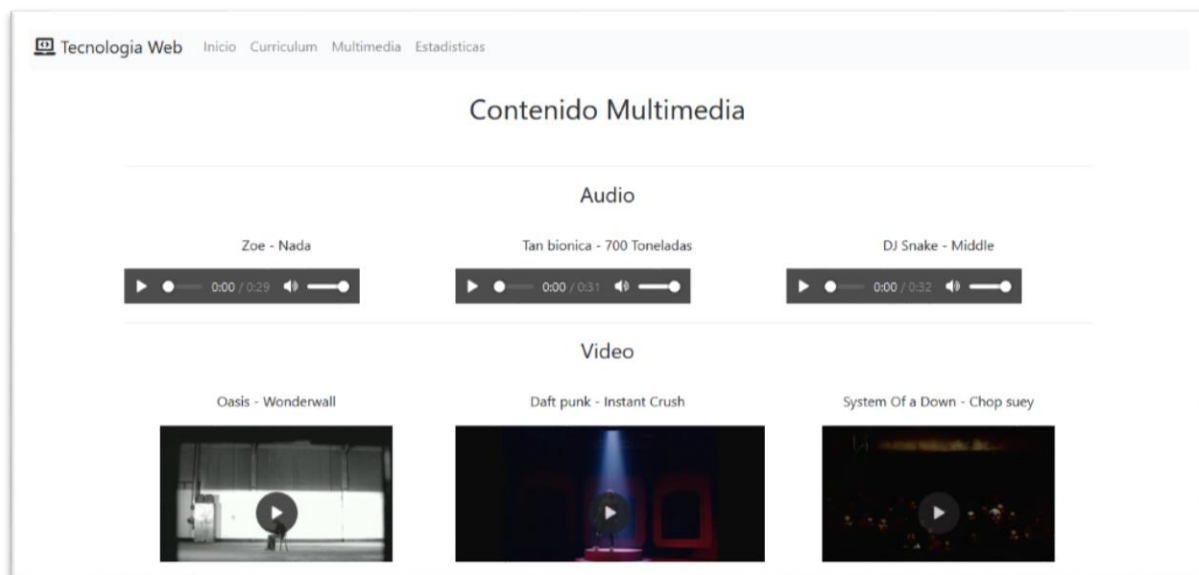 Tecnologia Web Inicio Curriculum Multimedia Estadisticas
Contenido Multimedia
Audio
Zoe - Nada Tan bionica - 700 Toneladas DJ Snake - Middle
0:00 / 0:29 0:00 / 0:31 0:00 / 0:32
Video
Oasis - Wonderwall Daft punk - Instant Crush System Of a Down - Chop suey